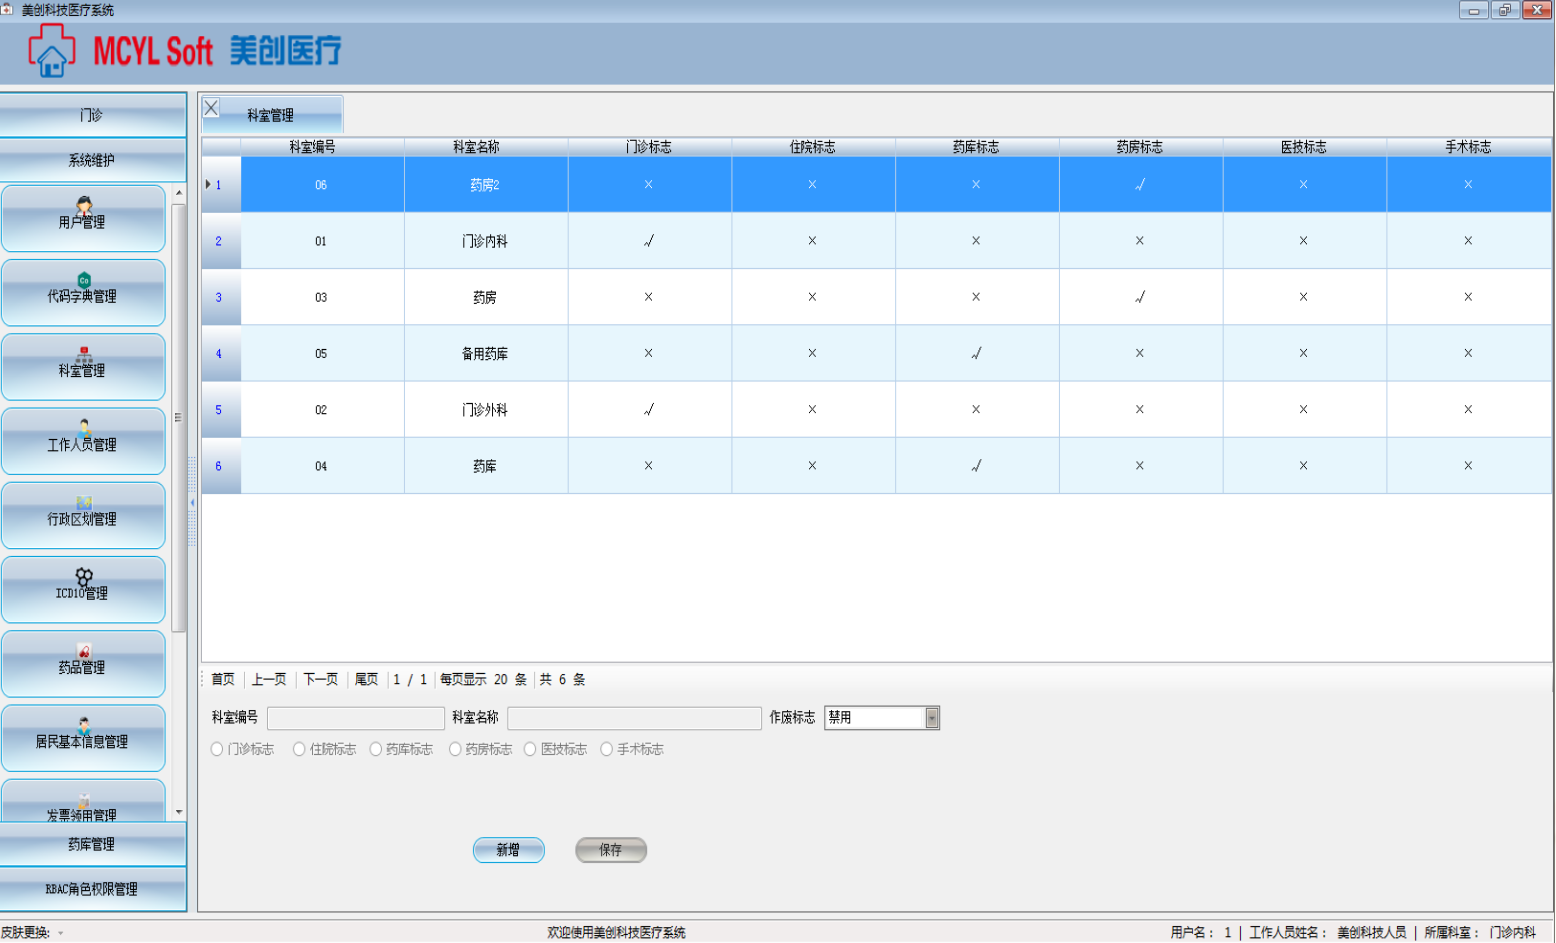 美创科技医疗系统
MCYL Soft 美创医疗
门诊
系统维护
用户管理
代码字典管理
科室管理
工作人员管理
行政区划管理
ICD10管理
药品管理
居民基本信息管理
发票领用管理
药库管理
RBAC角色权限管理
科室管理
科室编号 科室名称 门诊标志 住院标志 药库标志 药房标志 医技标志 手术标志
1 06 药房2 × × × √ × ×
2 01 门诊内科 √ × × × × ×
3 03 药房 × × × √ × ×
4 05 备用药库 × × √ × × ×
5 02 门诊外科 √ × × × × ×
6 04 药库 × × √ × × ×
首页 上一页 下一页 尾页 1 / 1 每页显示 20 条 共 6 条
科室编号 科室名称 作废标志 禁用
门诊标志 住院标志 药库标志 药房标志 医技标志 手术标志
新增 保存
皮肤更换: 欢迎使用美创科技医疗系统 用户名: 1 | 工作人员姓名: 美创科技人员 | 所属科室: 门诊内科